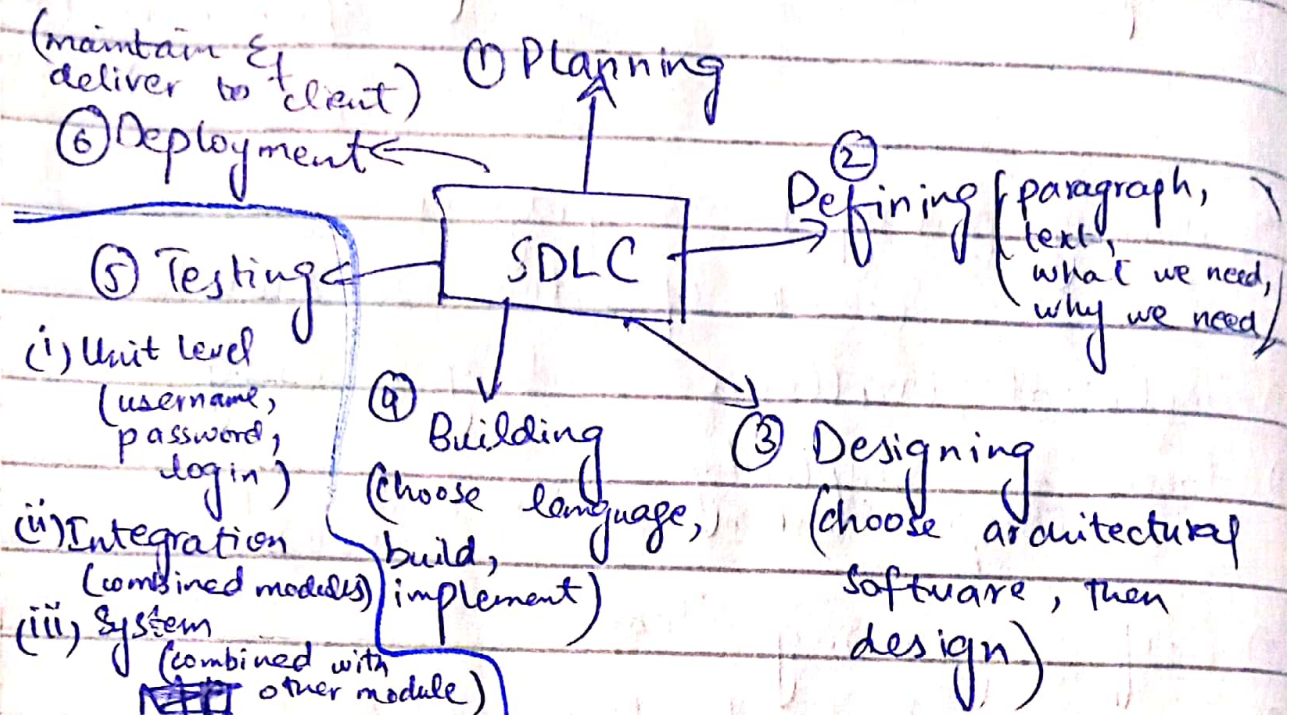 (maintain &
deliver to client)
⑥ Deployment
① Planning
② 
Defining (paragraph,
text,
what we need,
why we need)
SDLC
③ Designing
(choose architectural
software, then
design)
④
Building
(choose language,
build,
implement)
⑤ Testing
(i) Unit level
(username,
password,
login)
(ii) Integration
(combined modules)
(iii) System
(combined with
other module)